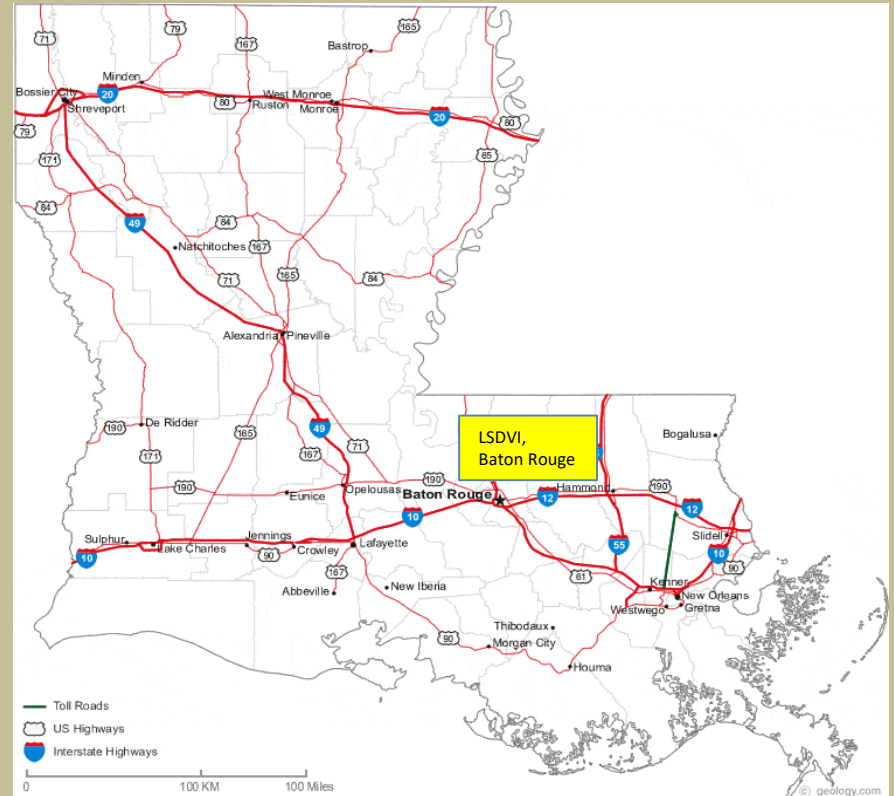 71
79
167
165
Bastrop
Minden
Bossier City
20
West Monroe
Shreveport
80
Ruston
Monroe
20
80
79
171
65
84
49
84
Natchitoches
167
71
165
84
Alexandria
Pineville
190
De Ridder
165
49
71
167
171
LSDVI,
Baton Rouge
Bogalusa
190
Eunice
Opelousas
190
Baton Rouge
12
Hammond
190
12
10
Sulphur
Lake Charles
Jennings
90
Crowley
Lafayette
55
Slidell
10
90
10
167
Abbeville
New Iberia
61
Kenner
New Orleans
Westwego
Gretna
90
Thibodaux
Morgan City
Houma
Toll Roads
US Highways
Interstate Highways
0
100 KM
100 Miles
© geology.com